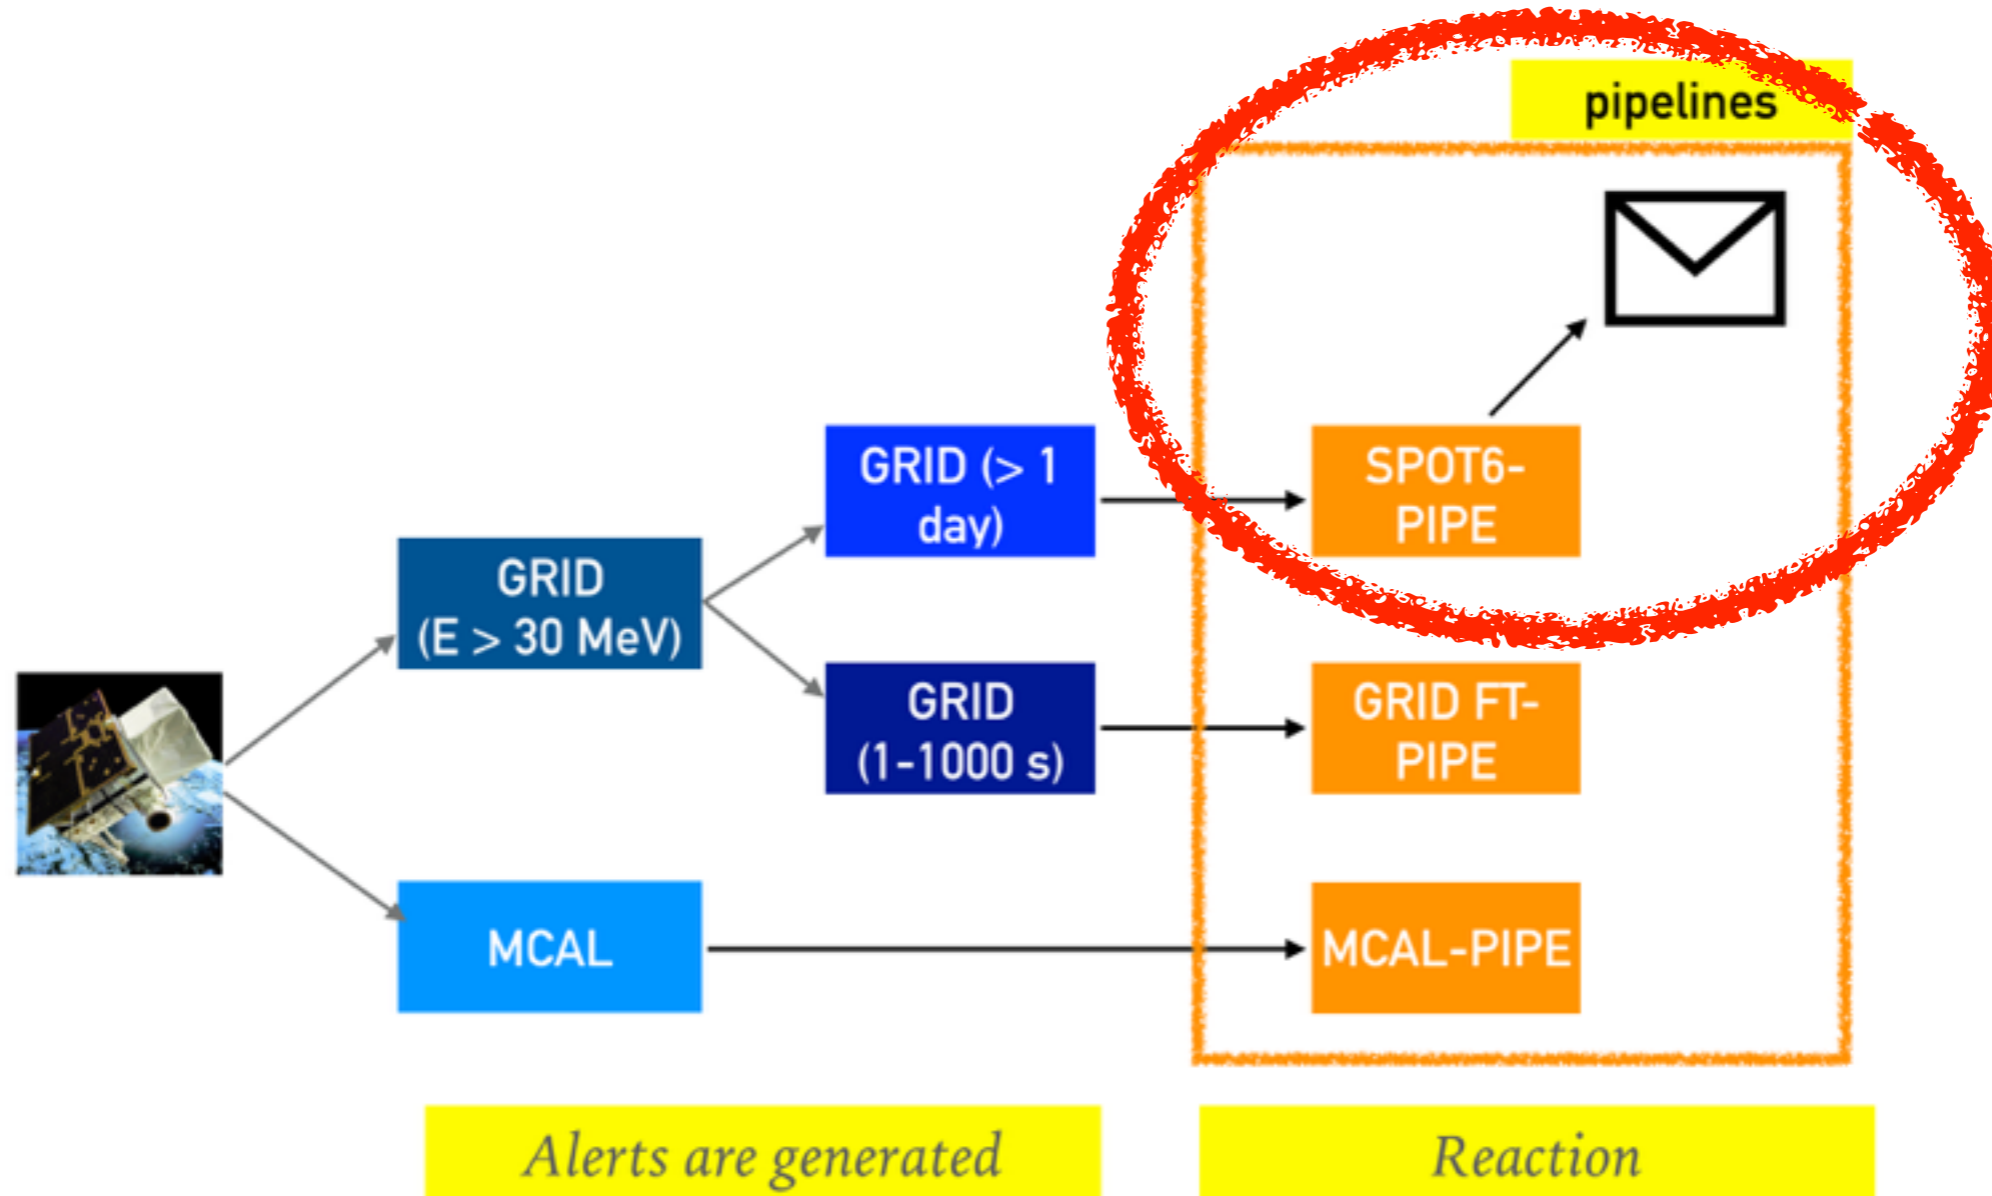 pipelines
GRID (> 1
day)
SPOT6-
PIPE
GRID
(E > 30 MeV)
GRID
(1-1000 s)
GRID FT-
PIPE
MCAL
MCAL-PIPE
Alerts are generated
Reaction